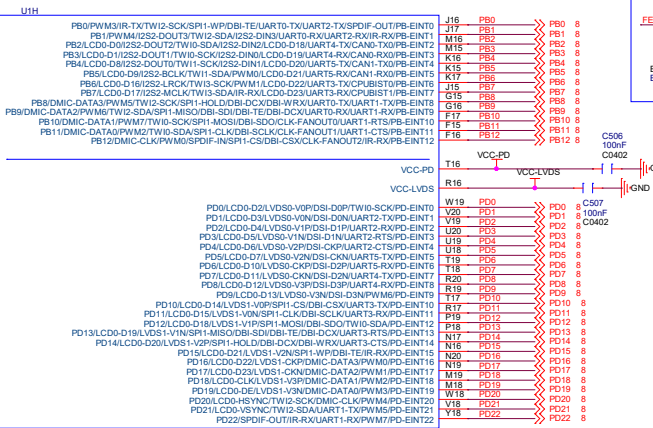 U1H
FE
PB0/PWM3/IR-TX/TWI2-SCK/SPI1-WP/DBI-TE/UART0-TX/UART2-TX/SPDIF-OUT/PB-EINT0 J16 PB0 PB0 8
PB1/PWM4/I2S2-DOUT3/TWI2-SDA/I2S2-DIN3/UART0-RX/UART2-RX/IR-RX/PB-EINT1 J17 PB1 PB1 8
PB2/LCD0-D0/I2S2-DOUT2/TWI0-SDA/I2S2-DIN2/LCD0-D18/UART4-TX/CAN0-TX/PB-EINT2 M16 PB2 PB2 8
PB3/LCD0-D1/I2S2-DOUT1/TWI0-SCK/I2S2-DIN0/LCD0-D19/UART4-RX/CAN0-RX/PB-EINT3 M15 PB3 PB3 8
PB4/LCD0-D8/I2S2-DOUT0/TWI1-SCK/I2S2-DIN1/LCD0-D20/UART5-TX/CAN1-TX/PB-EINT4 K16 PB4 PB4 8
PB5/LCD0-D9/I2S2-BCLK/TWI1-SDA/PWM0/LCD0-D21/UART5-RX/CAN1-RX/PB-EINT5 K15 PB5 PB5 8
PB6/LCD0-D16/I2S2-LRCK/TWI3-SCK/PWM1/LCD0-D22/UART3-TX/CPUBIST0/PB-EINT6 K17 PB6 PB6 8
PB7/LCD0-D17/I2S2-MCLK/TWI3-SDA/IR-RX/LCD0-D23/UART3-RX/CPUBIST1/PB-EINT7 J15 PB7 PB7 8
PB8/DMIC-DATA3/PWM5/TWI2-SCK/SPI1-HOLD/DBI-DCX/DBI-WRX/UART0-TX/UART1-TX/PB-EINT8 G15 PB8 PB8 8
PB9/DMIC-DATA2/PWM6/TWI2-SDA/SPI1-MISO/DBI-SDI/DBI-TE/DBI-DCX/UART0-RX/UART1-RX/PB-EINT9 G16 PB9 PB9 8
PB10/DMIC-DATA1/PWM7/TWI0-SCK/SPI1-MOSI/DBI-SDO/CLK-FANOUT0/UART1-RTS/PB-EINT10 F17 PB10 PB10 8
PB11/DMIC-DATA0/PWM2/TWI0-SDA/SPI1-CLK/DBI-SCLK/CLK-FANOUT1/UART1-CTS/PB-EINT11 F15 PB11 PB11 8
PB12/DMIC-CLK/PWM0/SPDIF-IN/SPI1-CS/DBI-CSX/CLK-FANOUT2/IR-RX/PB-EINT12 F16 PB12 PB12 8
C506
100nF
C0402
VCC-PD T16 VCC-PD
VCC-LVDS R16 VCC-LVDS GND
C507
100nF
C0402
PD0/LCD0-D2/LVDS0-V0P/DSI-D0P/TWI0-SCK/PD-EINT0 W19 PD0 PD0 8
PD1/LCD0-D3/LVDS0-V0N/DSI-D0N/UART2-TX/PD-EINT1 V20 PD1 PD1 8
PD2/LCD0-D4/LVDS0-V1P/DSI-D1P/UART2-RX/PD-EINT2 V19 PD2 PD2 8
PD3/LCD0-D5/LVDS0-V1N/DSI-D1N/UART2-RTS/PD-EINT3 U20 PD3 PD3 8
PD4/LCD0-D6/LVDS0-V2P/DSI-CKP/UART2-CTS/PD-EINT4 U19 PD4 PD4 8
PD5/LCD0-D7/LVDS0-V2N/DSI-CKN/UART5-TX/PD-EINT5 U18 PD5 PD5 8
PD6/LCD0-D10/LVDS0-CKP/DSI-D2P/UART5-RX/PD-EINT6 T19 PD6 PD6 8
PD7/LCD0-D11/LVDS0-CKN/DSI-D2N/UART4-TX/PD-EINT7 T18 PD7 PD7 8
PD8/LCD0-D12/LVDS0-V3P/DSI-D3P/UART4-RX/PD-EINT8 R20 PD8 PD8 8
PD9/LCD0-D13/LVDS0-V3N/DSI-D3N/PWM6/PD-EINT9 R19 PD9 PD9 8
PD10/LCD0-D14/LVDS1-V0P/SPI1-CS/DBI-CSX/UART3-TX/PD-EINT10 T17 PD10 PD10 8
PD11/LCD0-D15/LVDS1-V0N/SPI1-CLK/DBI-SCLK/UART3-RX/PD-EINT11 R17 PD11 PD11 8
PD12/LCD0-D18/LVDS1-V1P/SPI1-MOSI/DBI-SDO/TWI0-SDA/PD-EINT12 P19 PD12 PD12 8
PD13/LCD0-D19/LVDS1-V1N/SPI1-MISO/DBI-SDI/DBI-TE/DBI-DCX/UART3-RTS/PD-EINT13 P18 PD13 PD13 8
PD14/LCD0-D20/LVDS1-V2P/SPI1-HOLD/DBI-DCX/DBI-WRX/UART3-CTS/PD-EINT14 N17 PD14 PD14 8
PD15/LCD0-D21/LVDS1-V2N/SPI1-WP/DBI-TE/IR-RX/PD-EINT15 N16 PD15 PD15 8
PD16/LCD0-D22/LVDS1-CKP/DMIC-DATA3/PWM0/PD-EINT16 N20 PD16 PD16 8
PD17/LCD0-D23/LVDS1-CKN/DMIC-DATA2/PWM1/PD-EINT17 N19 PD17 PD17 8
PD18/LCD0-CLK/LVDS1-V3P/DMIC-DATA1/PWM2/PD-EINT18 M19 PD18 PD18 8
PD19/LCD0-DE/LVDS1-V3N/DMIC-DATA0/PWM3/PD-EINT19 M18 PD19 PD19 8
PD20/LCD0-HSYNC/TWI2-SCK/DMIC-CLK/PWM4/PD-EINT20 W18 PD20 PD20 8
PD21/LCD0-VSYNC/TWI2-SDA/UART1-TX/PWM5/PD-EINT21 V18 PD21 PD21 8
PD22/SPDIF-OUT/IR-RX/UART1-RX/PWM7/PD-EINT22 Y18 PD22 PD22 8